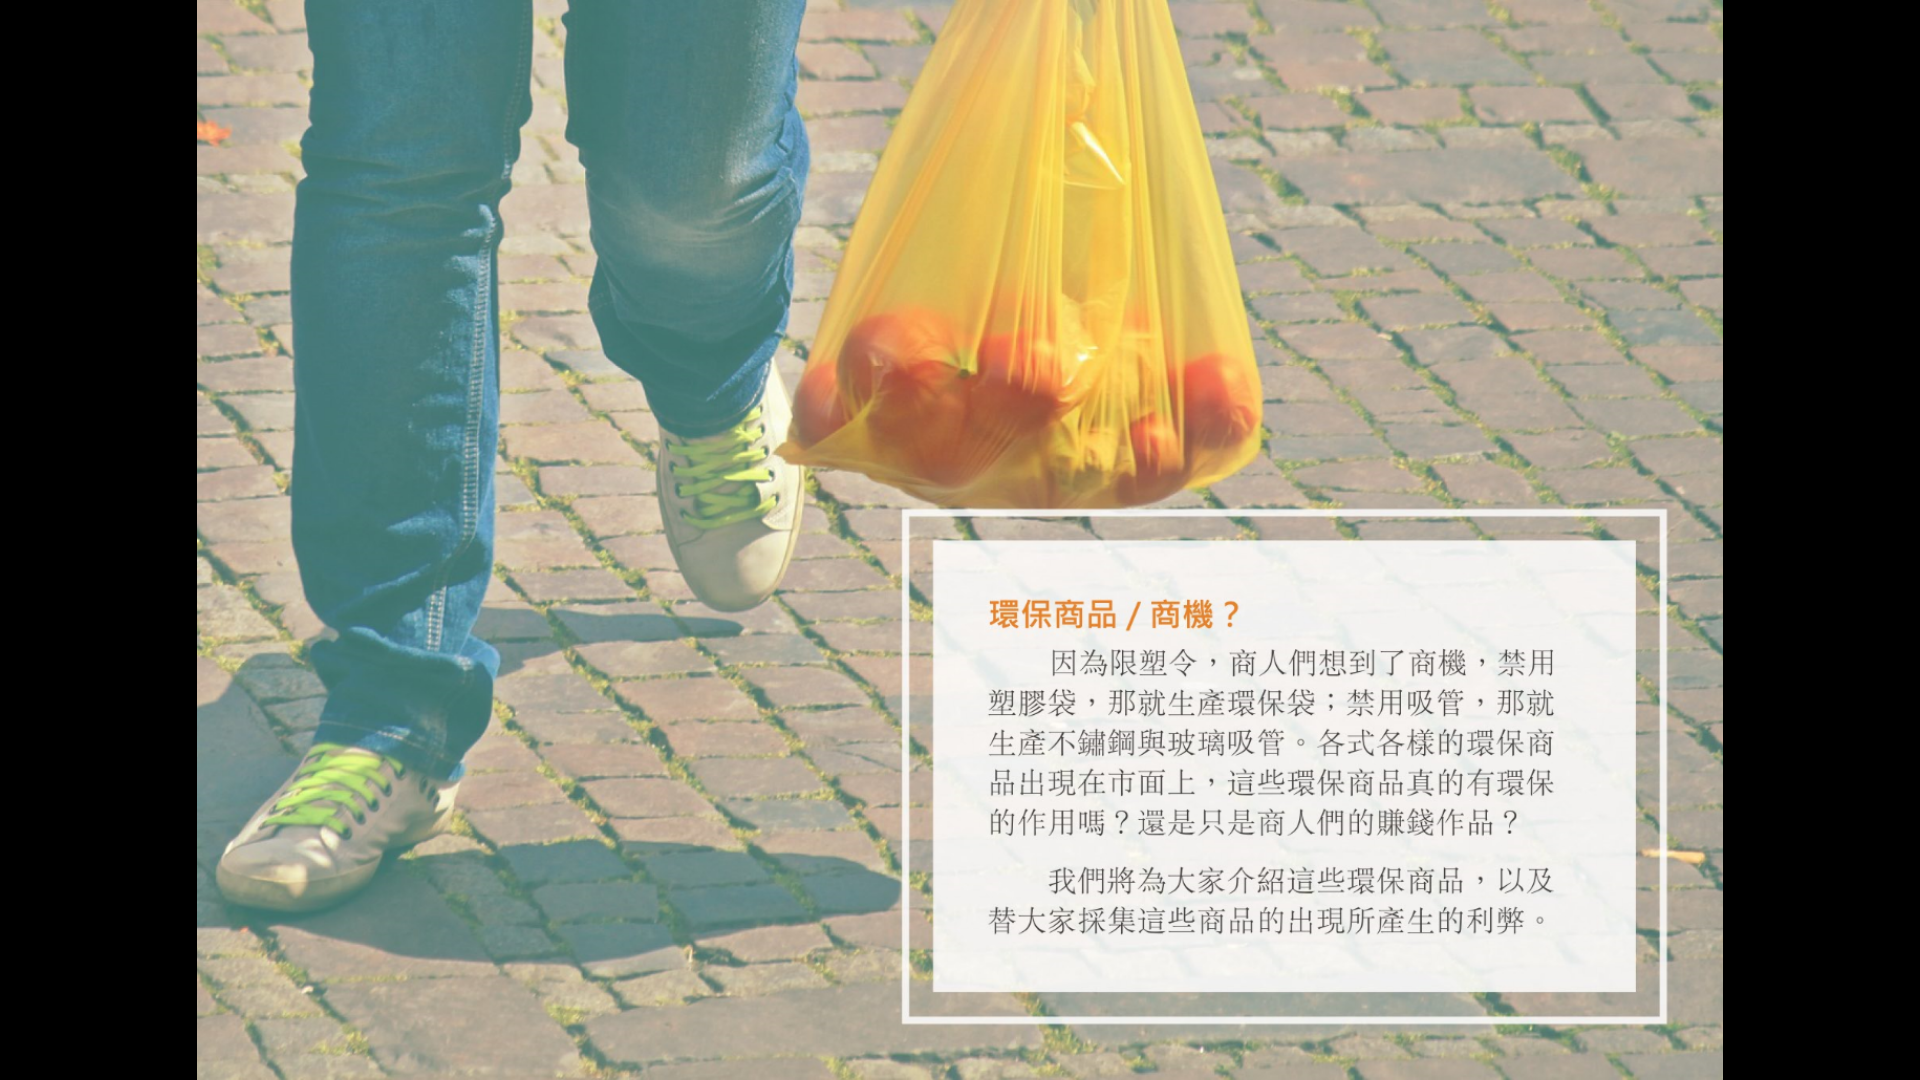 環保商品 / 商機？
因為限塑令，商人們想到了商機，禁用
塑膠袋，那就生產環保袋；禁用吸管，那就
生產不鏽鋼與玻璃吸管。各式各樣的環保商
品出現在市面上，這些環保商品真的有環保
的作用嗎？還是只是商人們的賺錢作品？
我們將為大家介紹這些環保商品，以及
替大家採集這些商品的出現所產生的利弊。